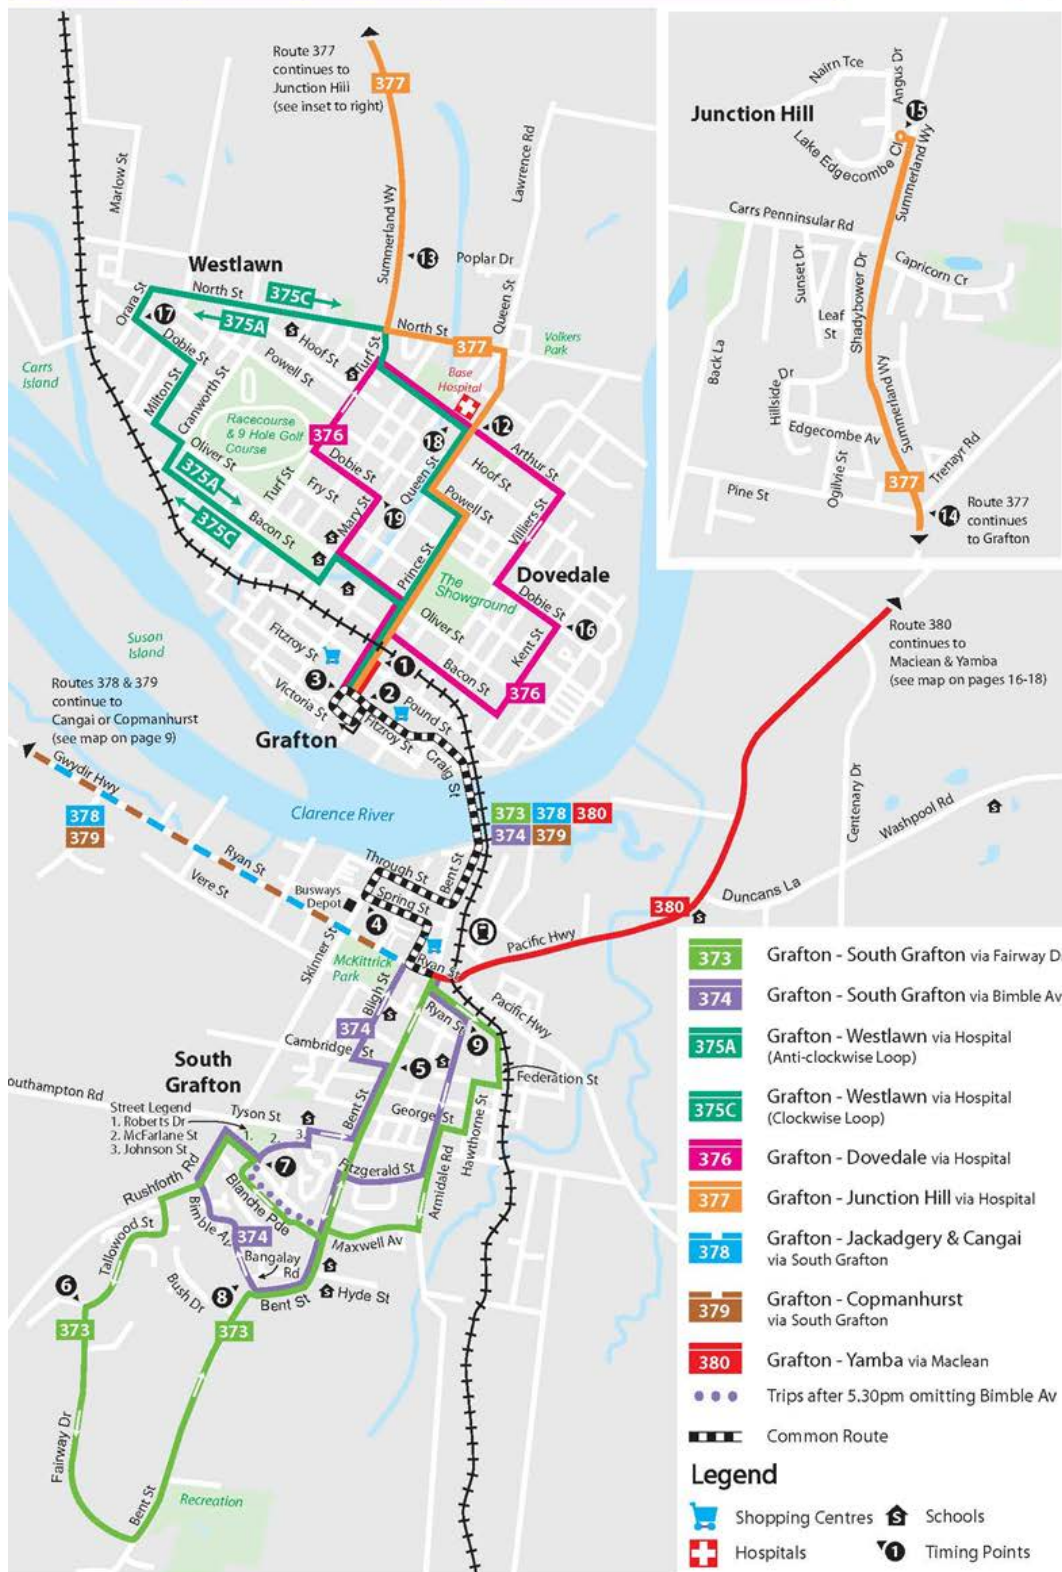 Route 377
continues to
Junction Hill
(see inset to right)
377
Summerland Wy
Marlow St
Lawrence Rd
13
Poplar Dr
Queen St
Westlawn
North St
375C
375A
Orara St
17
Hoof St
Turf St
North St
377
Volkers
Park
Base
Hospital
Carrs
Island
Dobie St
Powell St
Milton St
Cranworth St
Racecourse
& 9 Hole Golf
Course
376
18
12
Arthur St
Oliver St
375A
375C
Turf St
Dobie St
Fry St
Queen St
Hoof St
Powell St
Villiers St
19
Mary St
Bacon St
Prince St
The
Showground
Dovedale
Dobie St
16
Oliver St
Kent St
Bacon St
376
Susan
Island
Fitzroy St
1
3
2
Victoria St
Pound St
Fitzroy St
Craig St
Grafton
Routes 378 & 379
continue to
Cangai or Copmanhurst
(see map on page 9)
Gwydir Hwy
378
379
Clarence River
373 378 380
374 379
Ryan St
Vere St
Through St
Bent St
Spring St
Busways
Depot
4
Skinner St
McKittrick
Park
Ryan St
Pacific Hwy
380
Duncans La
Washpool Rd
Centenary Dr
Route 380
continues to
Maclean & Yamba
(see map on pages 16-18)
Bligh St
374
Cambridge St
Ryan St
Pacific Hwy
9
5
Federation St
South
Grafton
outhampton Rd
Street Legend
1. Roberts Dr
2. McFarlane St
3. Johnson St
Tyson St
1.
2.
3.
Bent St
George St
Hawthorne St
7
Fitzgerald St
Armidale Rd
Rushforth Rd
Blanche Pde
Bimble Av
374
Maxwell Av
Tallowood St
Bangalay
Rd
6
Bush Dr
8
Bent St
Hyde St
373
373
Fairway Dr
Bent St
Recreation
Junction Hill
Nairn Tce
Angus Dr
15
Lake Edgecombe Cl
Summerland Wy
Carrs Penninsular Rd
Sunset Dr
Leaf
St
Shadybower Dr
Capricorn Cr
Back La
Hillside Dr
Edgecombe Av
Summerland Wy
Ogilvie St
Trenayr Rd
Pine St
377
14
Route 377
continues
to Grafton
373 Grafton - South Grafton via Fairway D
374 Grafton - South Grafton via Bimble Av
375A Grafton - Westlawn via Hospital
(Anti-clockwise Loop)
375C Grafton - Westlawn via Hospital
(Clockwise Loop)
376 Grafton - Dovedale via Hospital
377 Grafton - Junction Hill via Hospital
378 Grafton - Jackadgery & Cangai
via South Grafton
379 Grafton - Copmanhurst
via South Grafton
380 Grafton - Yamba via Maclean
Trips after 5.30pm omitting Bimble Av
Common Route
Legend
Shopping Centres
S Schools
Hospitals
1 Timing Points